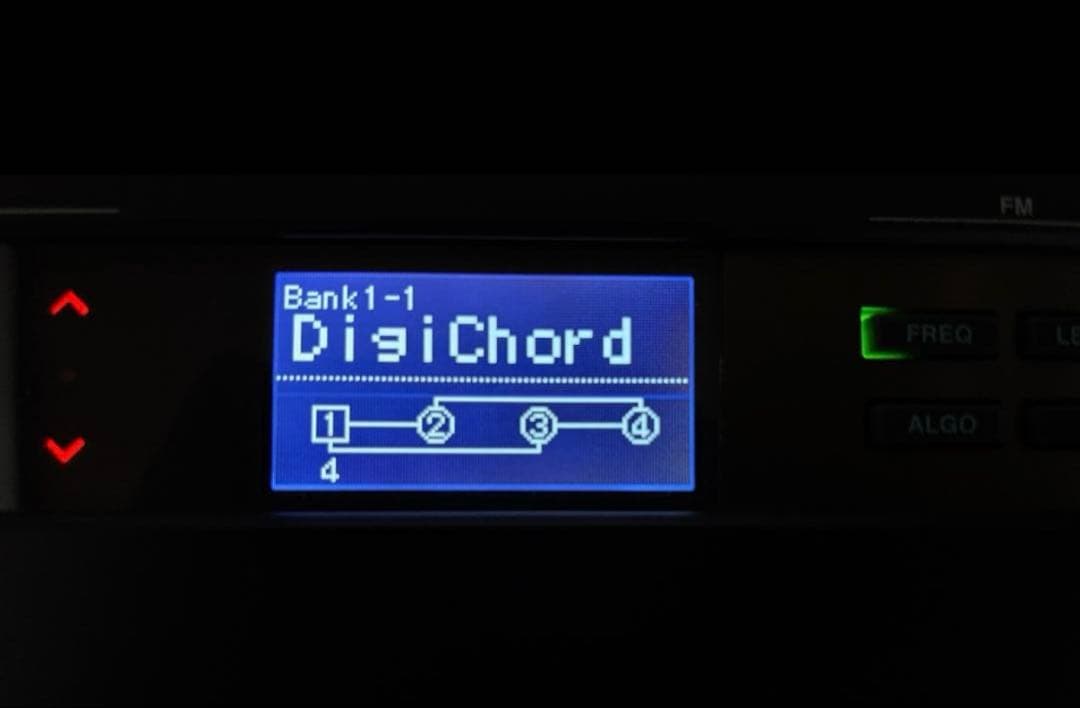 FM
Bank1-1
DigiChord
1 2 3 4
4
FREQ
ALGO